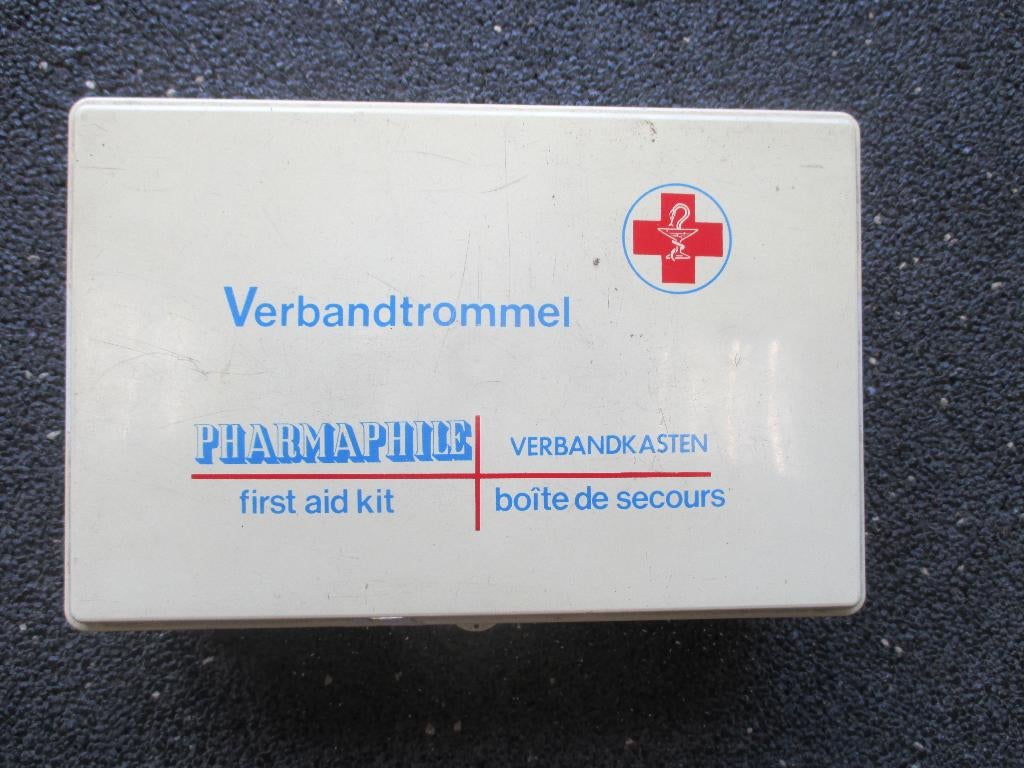 Verbandtrommel
PHARMAPHILE
VERBANDKASTEN
first aid kit
boîte de secours